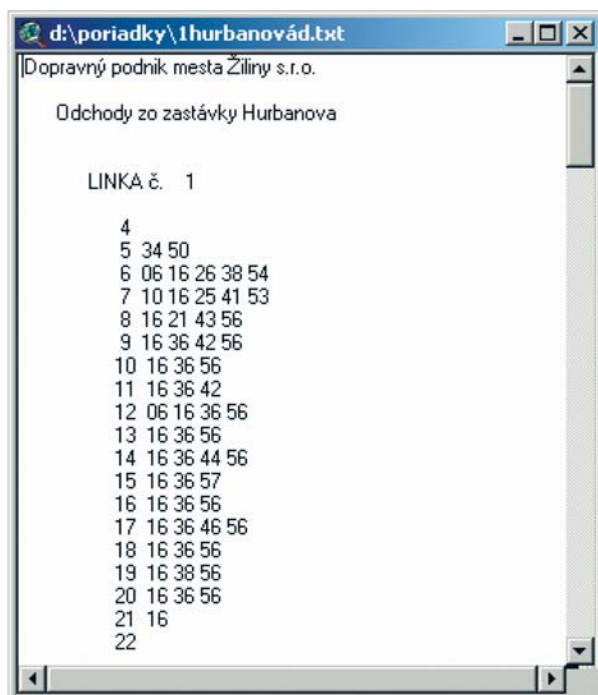 d:\poriadky\1hurbanovád.txt
Dopravný podnik mesta Žiliny s.r.o.
Odchody zo zastávky Hurbanova
LINKA č. 1
4
5 34 50
6 06 16 26 38 54
7 10 16 25 41 53
8 16 21 43 56
9 16 36 42 56
10 16 36 56
11 16 36 42
12 06 16 36 56
13 16 36 56
14 16 36 44 56
15 16 36 57
16 16 36 56
17 16 36 46 56
18 16 36 56
19 16 38 56
20 16 36 56
21 16
22